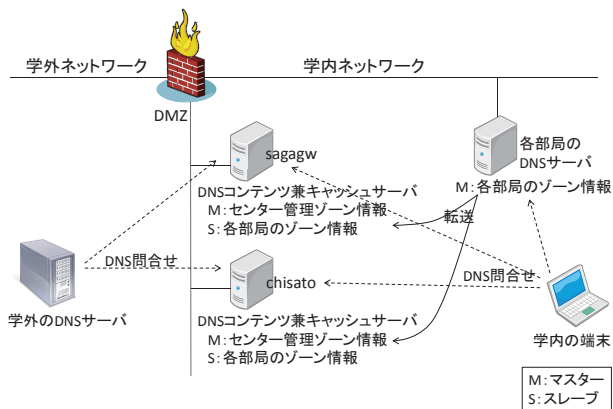 学外ネットワーク
学内ネットワーク
DMZ
sagagw
各部局の
DNSサーバ
M:各部局のゾーン情報
DNSコンテンツ兼キャッシュサーバ
M:センター管理ゾーン情報
S:各部局のゾーン情報
転送
DNS問合せ
chisato
DNS問合せ
学外のDNSサーバ
DNSコンテンツ兼キャッシュサーバ
M:センター管理ゾーン情報
S:各部局のゾーン情報
学内の端末
M:マスター
S:スレーブ